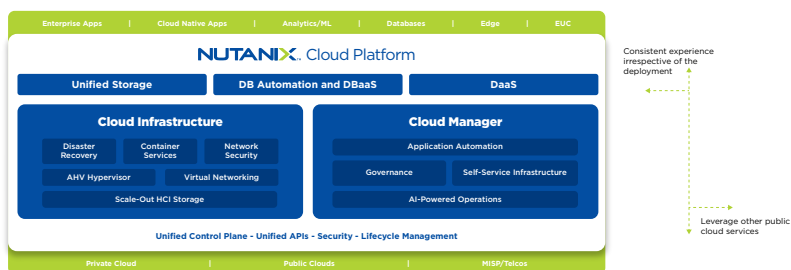 Enterprise Apps | Cloud Native Apps | Analytics/ML | Databases | Edge | EUC
NUTANIX™ Cloud Platform
Unified Storage
DB Automation and DBaaS
DaaS
Cloud Infrastructure
Disaster
Recovery
Container
Services
Network
Security
AHV Hypervisor
Virtual Networking
Scale-Out HCI Storage
Cloud Manager
Application Automation
Governance
Self-Service Infrastructure
AI-Powered Operations
Unified Control Plane - Unified APIs - Security - Lifecycle Management
Private Cloud | Public Clouds | MISP/Telcos
Consistent experience
irrespective of the
deployment
Leverage other public
cloud services